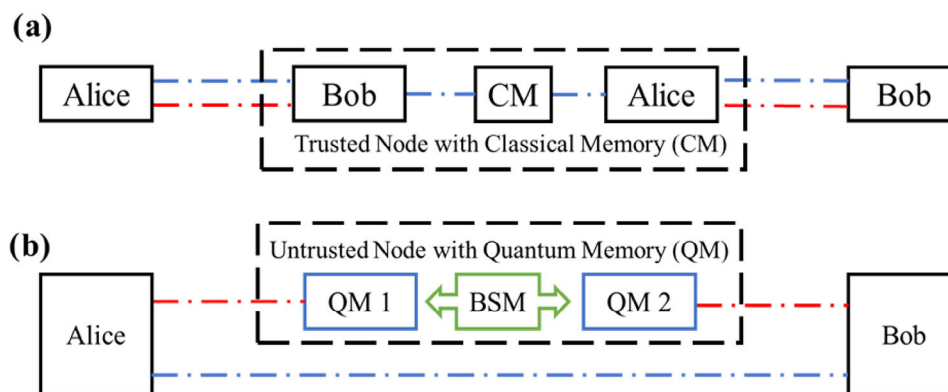 (a)
Alice
Bob
CM
Alice
Bob
Trusted Node with Classical Memory (CM)
(b)
Untrusted Node with Quantum Memory (QM)
Alice
QM 1
BSM
QM 2
Bob